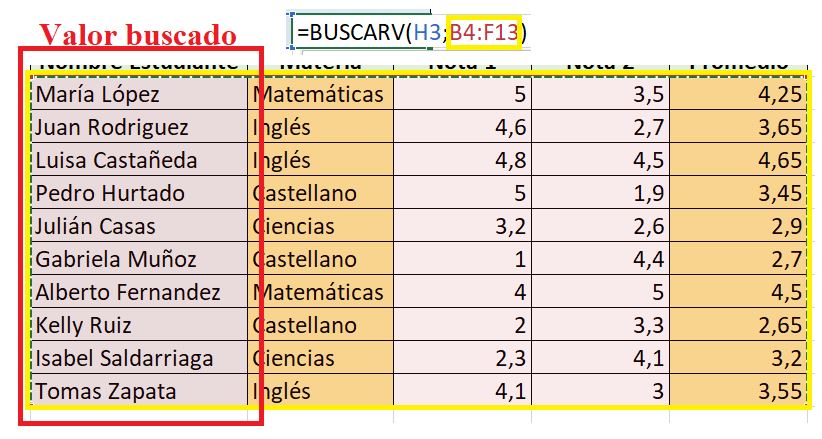 =BUSCARV(H3;B4:F13)
Valor buscado
Nombre Estudiante Materia Nota 1 Nota 2 Promedio
María López Matemáticas 5 3,5 4,25
Juan Rodriguez Inglés 4,6 2,7 3,65
Luisa Castañeda Inglés 4,8 4,5 4,65
Pedro Hurtado Castellano 5 1,9 3,45
Julián Casas Ciencias 3,2 2,6 2,9
Gabriela Muñoz Castellano 1 4,4 2,7
Alberto Fernandez Matemáticas 4 5 4,5
Kelly Ruiz Castellano 2 3,3 2,65
Isabel Saldarriaga Ciencias 2,3 4,1 3,2
Tomas Zapata Inglés 4,1 3 3,55